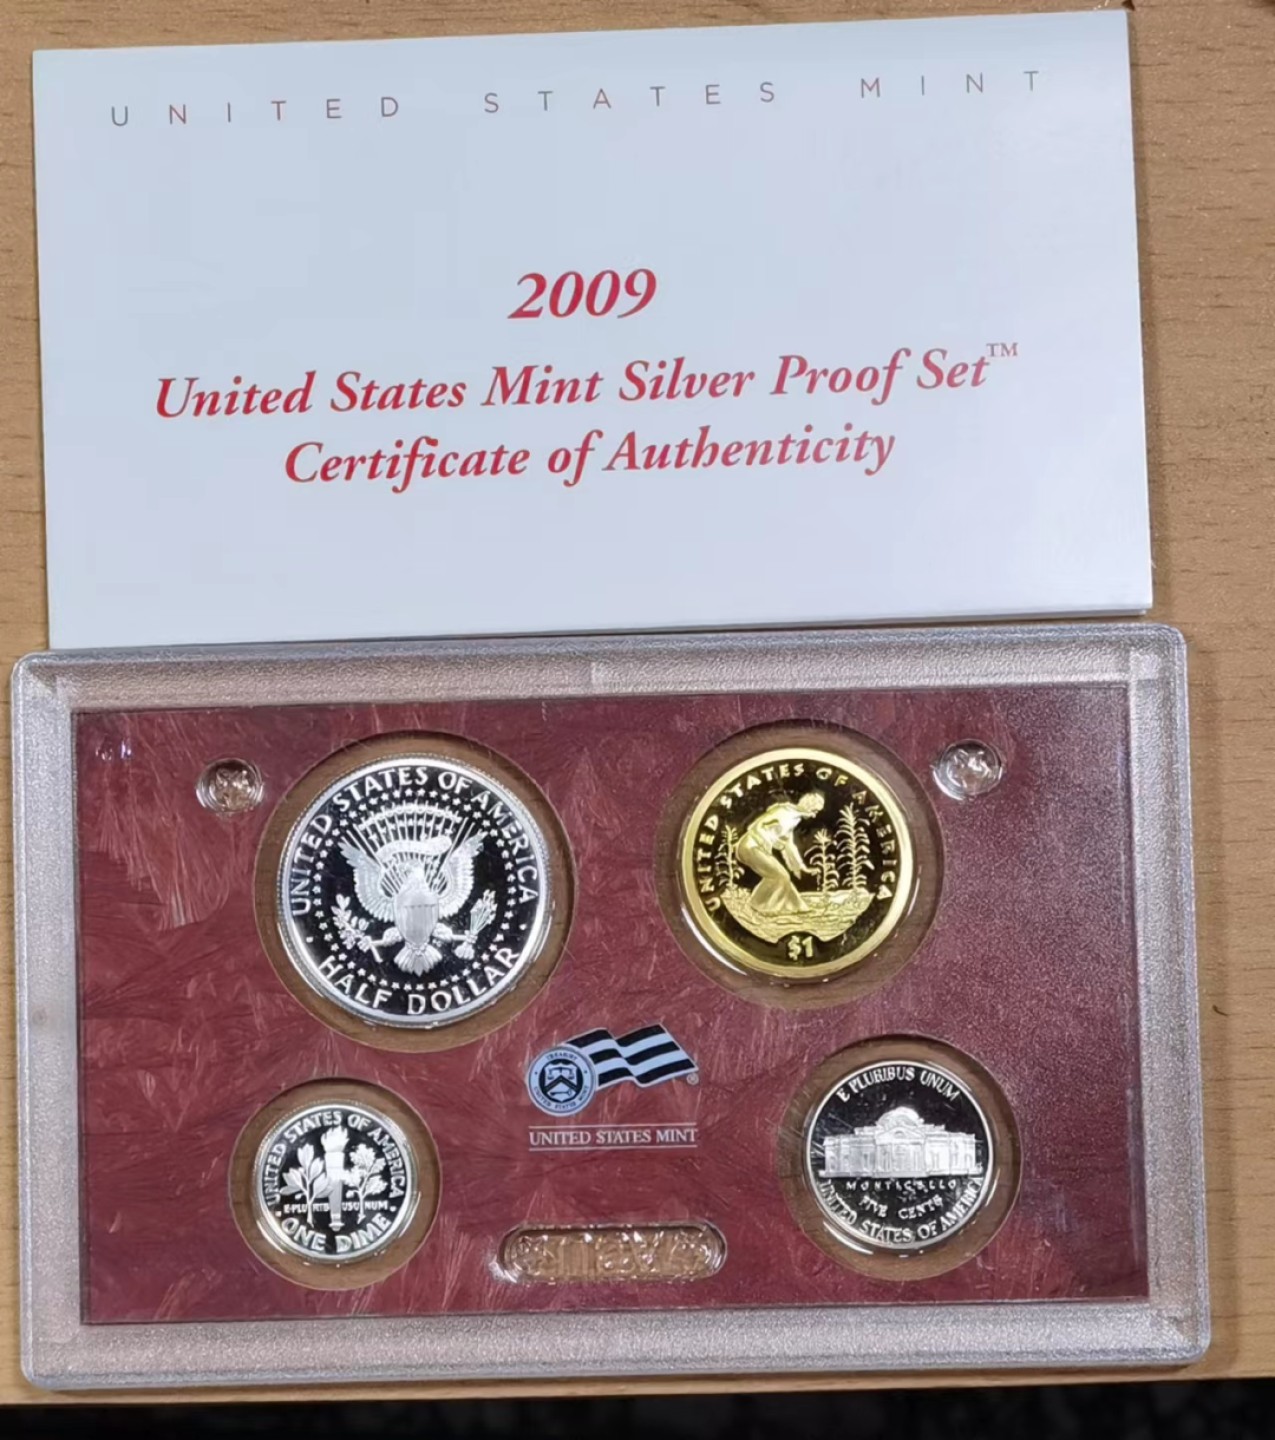 UNITED STATES MINT
2009
United States Mint Silver Proof Set™
Certificate of Authenticity
UNITED STATES OF AMERICA
HALF DOLLAR
UNITED STATES OF AMERICA
$1
UNITED STATES MINT
UNITED STATES OF AMERICA
E PLURIBUS UNUM
ONE DIME
E PLURIBUS UNUM
MONTICELLO
FIVE CENTS
UNITED STATES OF AMERICA